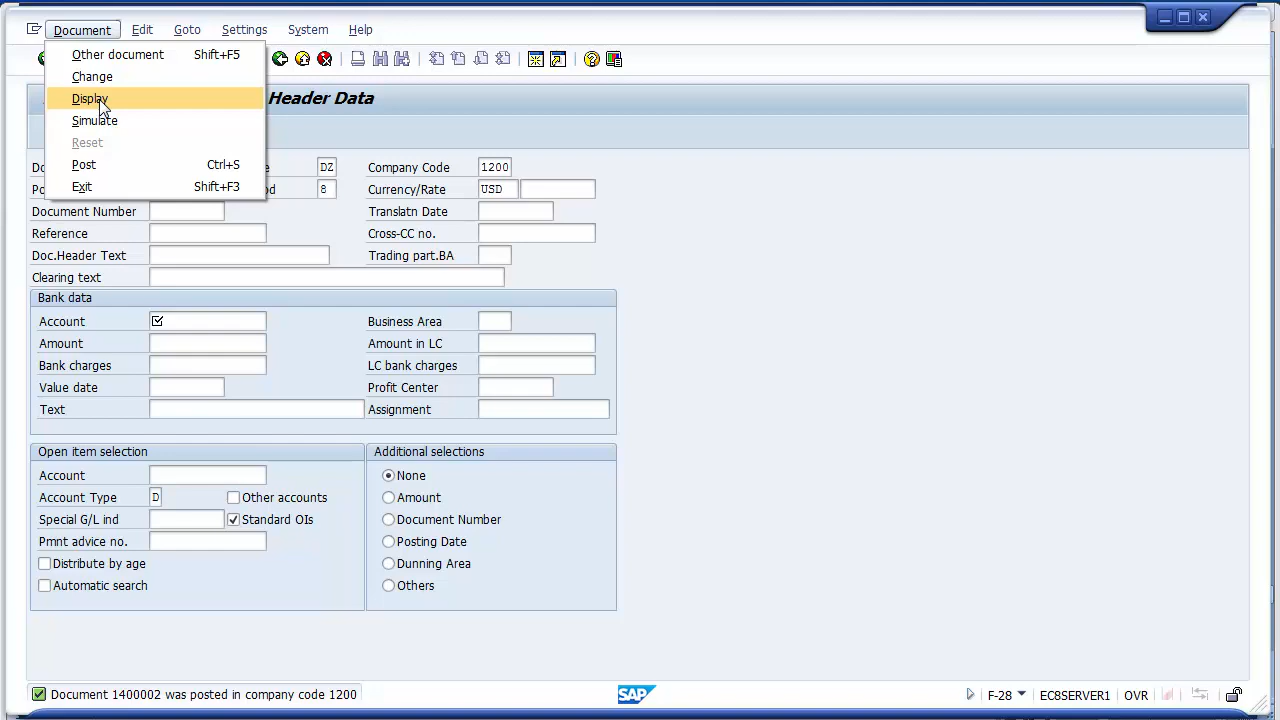 Document Edit Goto Settings System Help
Other document Shift+F5
Change
Display
Simulate
Reset
Post Ctrl+S
Exit Shift+F3
Header Data
DZ Company Code 1200
8 Currency/Rate USD
Document Number Translatn Date
Reference Cross-CC no.
Doc.Header Text Trading part.BA
Clearing text
Bank data
Account Business Area
Amount Amount in LC
Bank charges LC bank charges
Value date Profit Center
Text Assignment
Open item selection
Account
Account Type D Other accounts
Special G/L ind Standard OIs
Pmnt advice no.
Distribute by age
Automatic search
Additional selections
None
Amount
Document Number
Posting Date
Dunning Area
Others
Document 1400002 was posted in company code 1200
SAP
F-28 EC8SERVER1 OVR